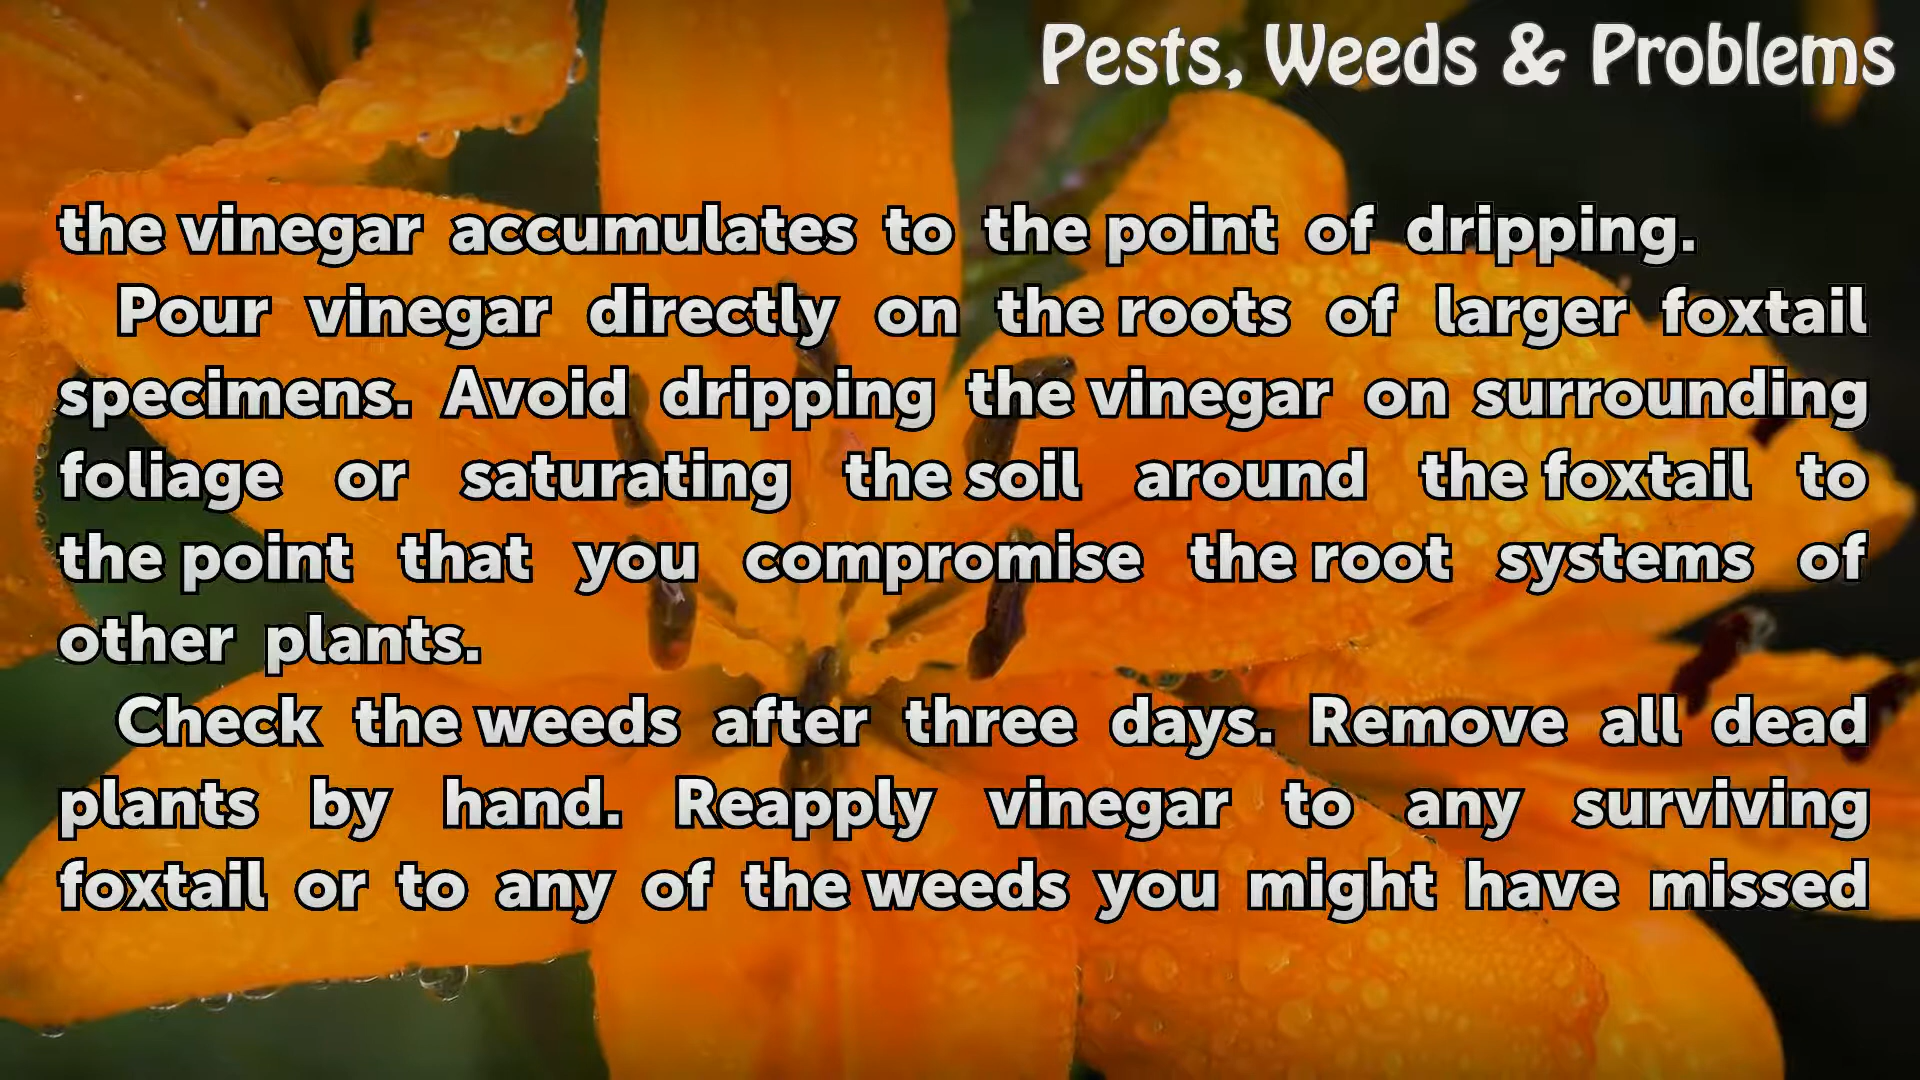 Pests, Weeds & Problems
the vinegar accumulates to the point of dripping.
Pour vinegar directly on the roots of larger foxtail
specimens. Avoid dripping the vinegar on surrounding
foliage or saturating the soil around the foxtail to
the point that you compromise the root systems of
other plants.
Check the weeds after three days. Remove all dead
plants by hand. Reapply vinegar to any surviving
foxtail or to any of the weeds you might have missed